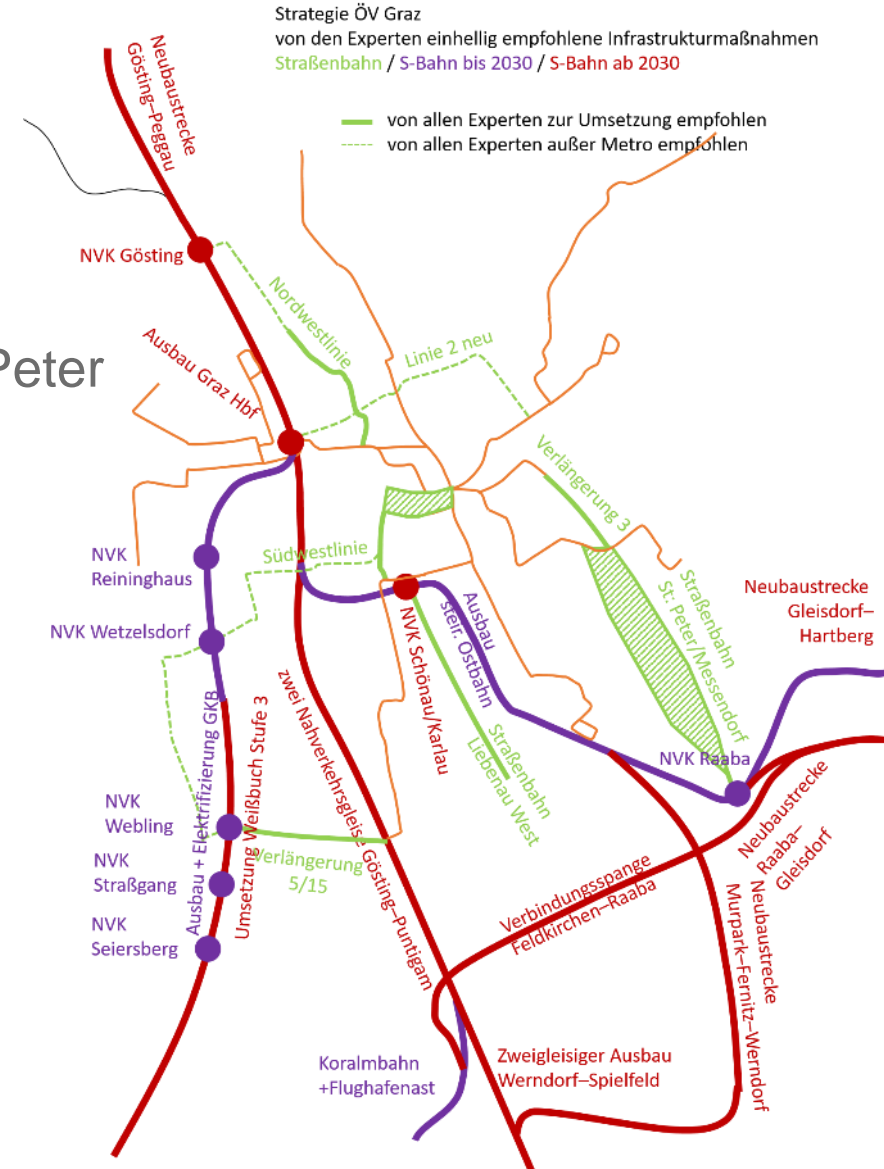 Strategie ÖV Graz
von den Experten einhellig empfohlene Infrastrukturmaßnahmen
Straßenbahn / S-Bahn bis 2030 / S-Bahn ab 2030
von allen Experten zur Umsetzung empfohlen
von allen Experten außer Metro empfohlen
Neubaustrecke
Gösting–Peggau
NVK Gösting
Nordwestlinie
Peter
Ausbau Graz Hbf
Linie 2 neu
Verlängerung 3
NVK
Reininghaus
Südwestlinie
NVK Wetzelsdorf
Ausbau
steir. Ostbahn
Straßenbahn
St. Peter/Messendorf
Neubaustrecke
Gleisdorf–
Hartberg
NVK Schönau/Karlau
zwei Nahverkehrsgleise Gösting–Puntigam
Ausbau + Elektrifizierung GKB
Umsetzung Weißbuch Stufe 3
Straßenbahn
Liebenau West
NVK Raaba
NVK
Webling
NVK
Straßgang
NVK
Seiersberg
Verlängerung
5/15
Neubaustrecke
Raaba–
Gleisdorf
Verbindungsspange
Feldkirchen–Raaba
Neubaustrecke
Murpark–Fernitz–Werndorf
Koralmbahn
+Flughafenast
Zweigleisiger Ausbau
Werndorf–Spielfeld